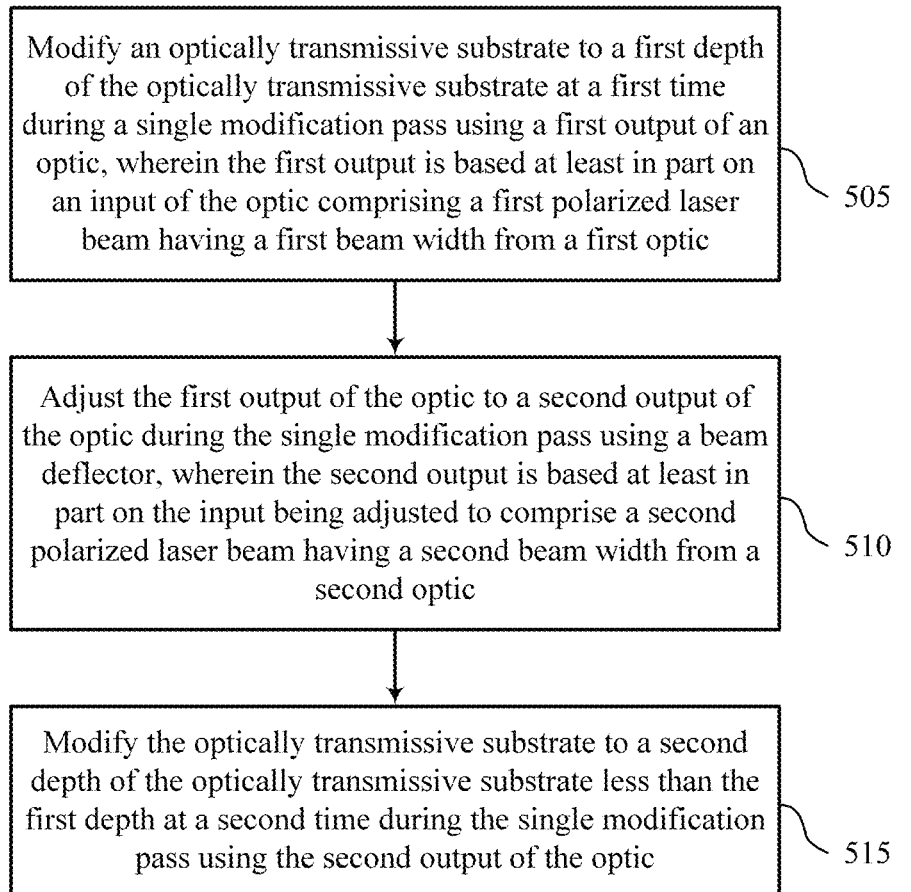 Modify an optically transmissive substrate to a first depth
of the optically transmissive substrate at a first time
during a single modification pass using a first output of an
optic, wherein the first output is based at least in part on
an input of the optic comprising a first polarized laser
beam having a first beam width from a first optic
505
Adjust the first output of the optic to a second output of
the optic during the single modification pass using a beam
deflector, wherein the second output is based at least in
part on the input being adjusted to comprise a second
polarized laser beam having a second beam width from a
second optic
510
Modify the optically transmissive substrate to a second
depth of the optically transmissive substrate less than the
first depth at a second time during the single modification
pass using the second output of the optic
515